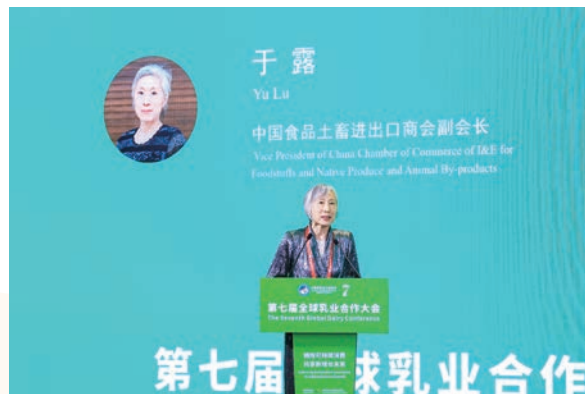 于露
Yu Lu
中国食品土畜进出口商会副会长
Vice President of China Chamber of Commerce of I&E for
Foodstuffs and Native Produce and Animal By-products
7
第七届全球乳业合作大会
The Seventh Global Dairy Conference
第七届 球乳业合作